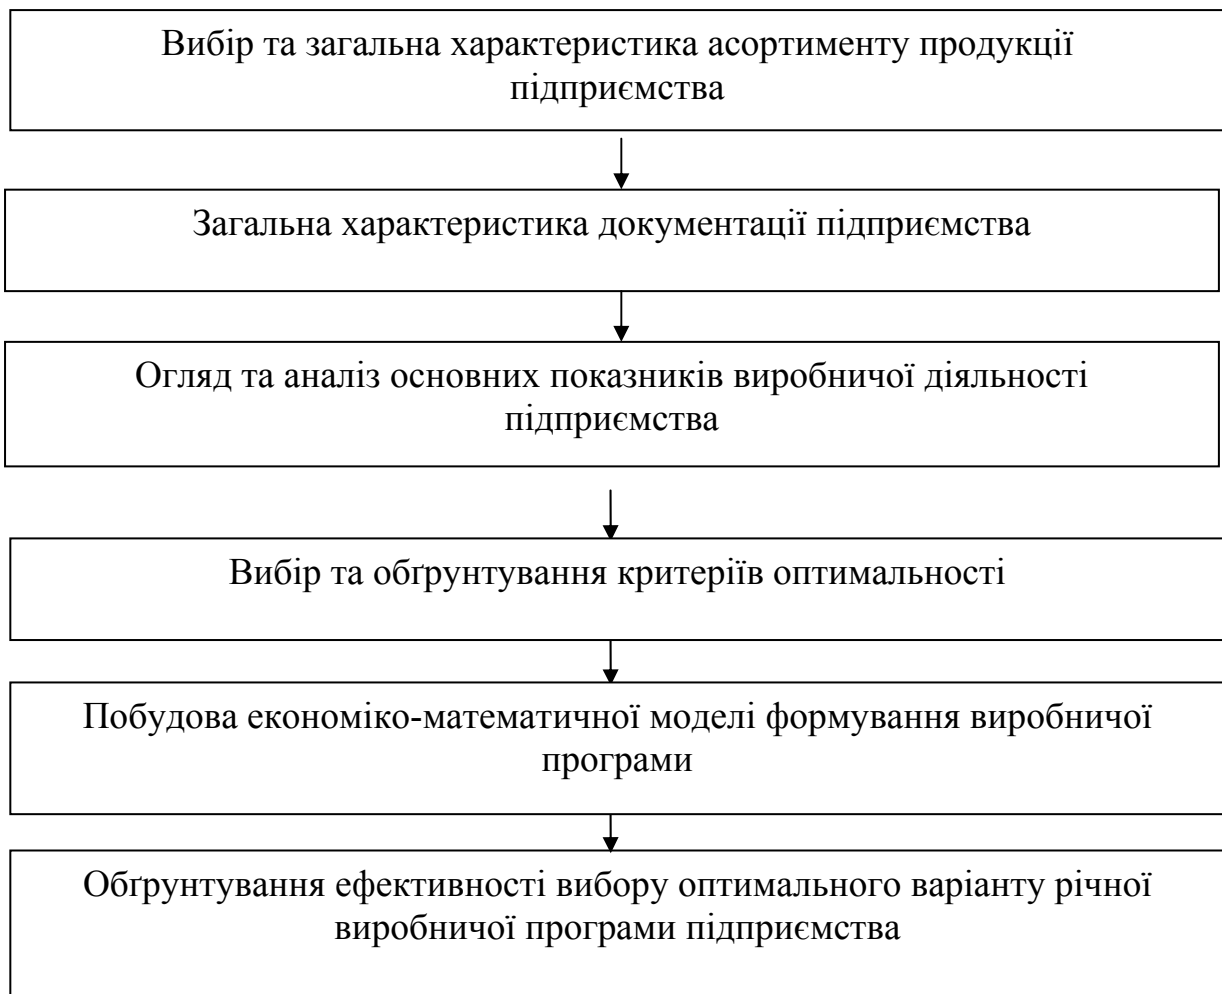 Вибір та загальна характеристика асортименту продукції
підприємства
Загальна характеристика документації підприємства
Огляд та аналіз основних показників виробничої діяльності
підприємства
Вибір та обґрунтування критеріїв оптимальності
Побудова економіко-математичної моделі формування виробничої
програми
Обґрунтування ефективності вибору оптимального варіанту річної
виробничої програми підприємства